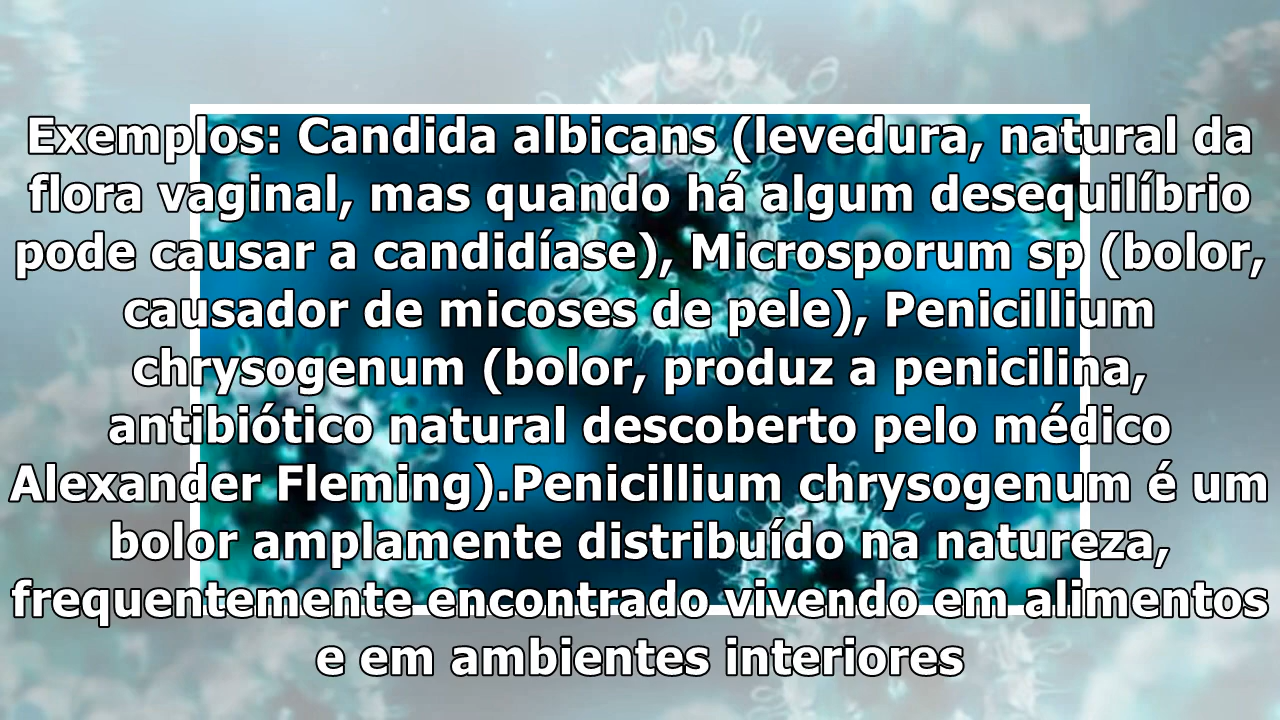 Exemplos: Candida albicans (levedura, natural da
flora vaginal, mas quando há algum desequilíbrio
pode causar a candidíase), Microsporum sp (bolor,
causador de micoses de pele), Penicillium
chrysogenum (bolor, produz a penicilina,
antibiótico natural descoberto pelo médico
Alexander Fleming).Penicillium chrysogenum é um
bolor amplamente distribuído na natureza,
frequentemente encontrado vivendo em alimentos
e em ambientes interiores